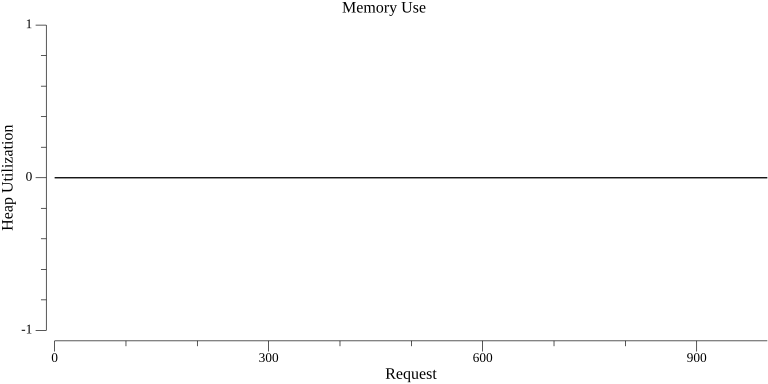 Memory Use
1
0
-1
Heap Utilization
0 300 600 900
Request